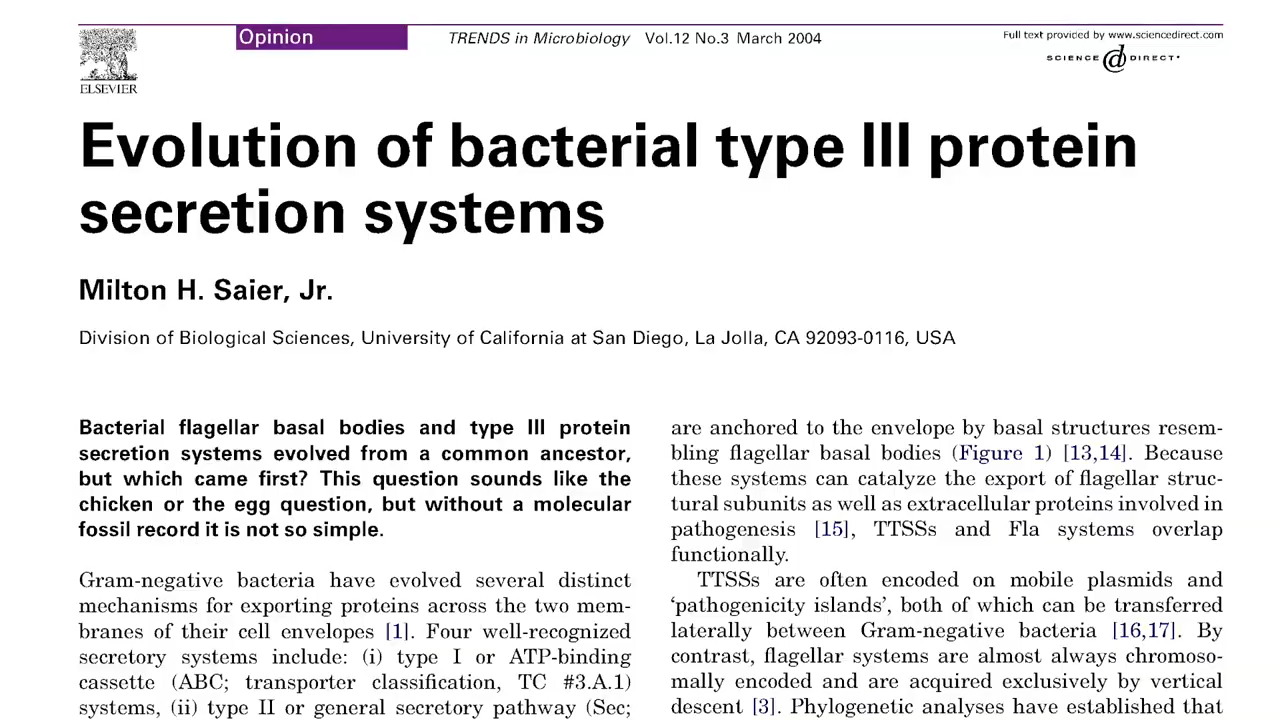 Opinion
TRENDS in Microbiology Vol.12 No.3 March 2004
Full text provided by www.sciencedirect.com
SCIENCE DIRECT®
ELSEVIER
Evolution of bacterial type III protein
secretion systems
Milton H. Saier, Jr.
Division of Biological Sciences, University of California at San Diego, La Jolla, CA 92093-0116, USA
Bacterial flagellar basal bodies and type III protein
secretion systems evolved from a common ancestor,
but which came first? This question sounds like the
chicken or the egg question, but without a molecular
fossil record it is not so simple.
Gram-negative bacteria have evolved several distinct
mechanisms for exporting proteins across the two mem-
branes of their cell envelopes [1]. Four well-recognized
secretory systems include: (i) type I or ATP-binding
cassette (ABC; transporter classification, TC #3.A.1)
systems, (ii) type II or general secretory pathway (Sec;
are anchored to the envelope by basal structures resem-
bling flagellar basal bodies (Figure 1) [13,14]. Because
these systems can catalyze the export of flagellar struc-
tural subunits as well as extracellular proteins involved in
pathogenesis [15], TTSSs and Fla systems overlap
functionally.
TTSSs are often encoded on mobile plasmids and
‘pathogenicity islands’, both of which can be transferred
laterally between Gram-negative bacteria [16,17]. By
contrast, flagellar systems are almost always chromoso-
mally encoded and are acquired exclusively by vertical
descent [3]. Phylogenetic analyses have established that